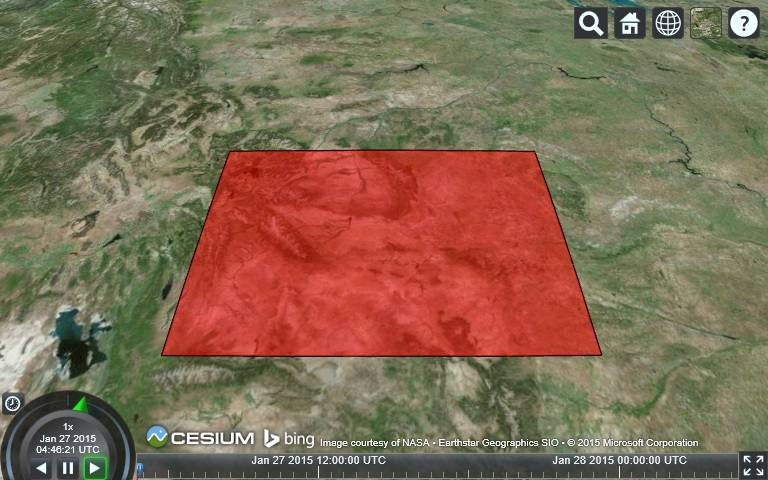 ?
1x
Jan 27 2015
04:46:21 UTC
CESIUM bing Image courtesy of NASA • Earthstar Geographics SIO • © 2015 Microsoft Corporation
Jan 27 2015 12:00:00 UTC Jan 28 2015 00:00:00 UTC